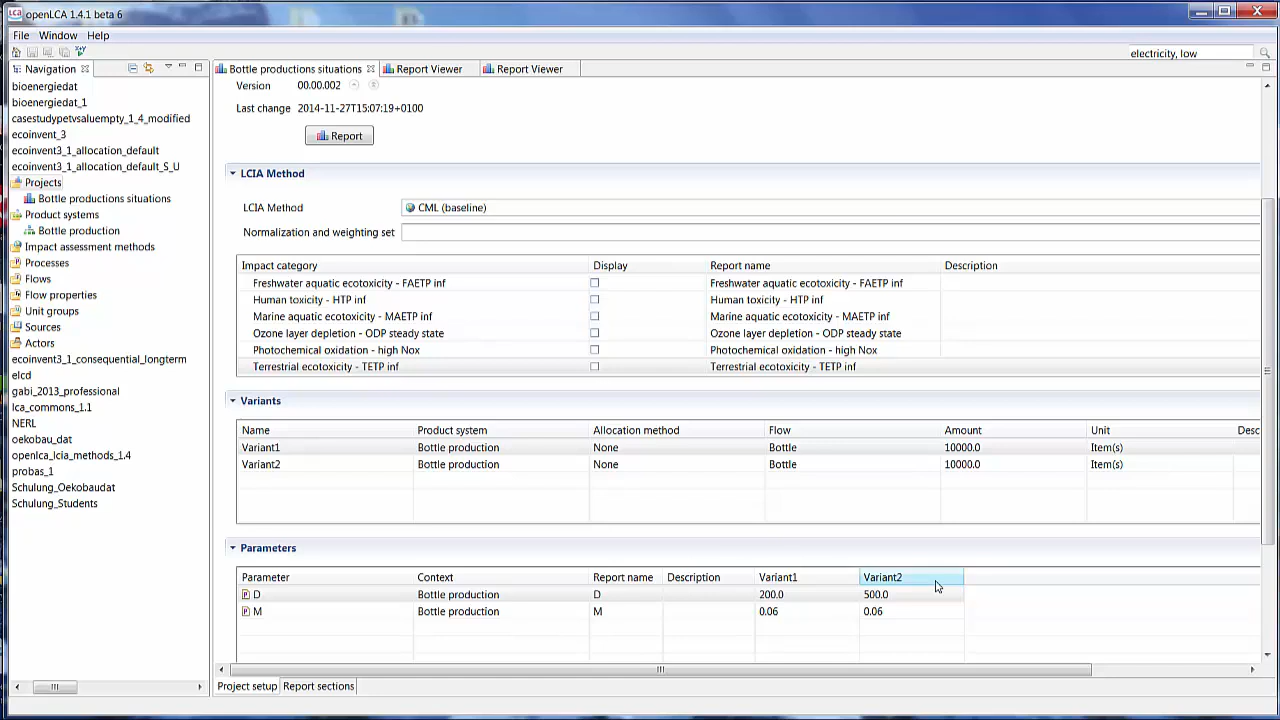 openLCA 1.4.1 beta 6
File Window Help
electricity, low
Navigation
bioenergiedat
bioenergiedat_1
casestudypetvsaluempty_1_4_modified
ecoinvent_3
ecoinvent3_1_allocation_default
ecoinvent3_1_allocation_default_S_U
Projects
Bottle productions situations
Product systems
Bottle production
Impact assessment methods
Processes
Flows
Flow properties
Unit groups
Sources
Actors
ecoinvent3_1_consequential_longterm
elcd
gabi_2013_professional
lca_commons_1.1
NERL
oekobau_dat
openlca_lcia_methods_1.4
probas_1
Schulung_Oekobaudat
Schulung_Students
Bottle productions situations Report Viewer Report Viewer
Version 00.00.002
Last change 2014-11-27T15:07:19+0100
Report
LCIA Method
LCIA Method CML (baseline)
Normalization and weighting set
Impact category Display Report name Description
Freshwater aquatic ecotoxicity - FAETP inf Freshwater aquatic ecotoxicity - FAETP inf
Human toxicity - HTP inf Human toxicity - HTP inf
Marine aquatic ecotoxicity - MAETP inf Marine aquatic ecotoxicity - MAETP inf
Ozone layer depletion - ODP steady state Ozone layer depletion - ODP steady state
Photochemical oxidation - high Nox Photochemical oxidation - high Nox
Terrestrial ecotoxicity - TETP inf Terrestrial ecotoxicity - TETP inf
Variants
Name Product system Allocation method Flow Amount Unit Desc
Variant1 Bottle production None Bottle 10000.0 Item(s)
Variant2 Bottle production None Bottle 10000.0 Item(s)
Parameters
Parameter Context Report name Description Variant1 Variant2
D Bottle production D 200.0 500.0
M Bottle production M 0.06 0.06
Project setup Report sections